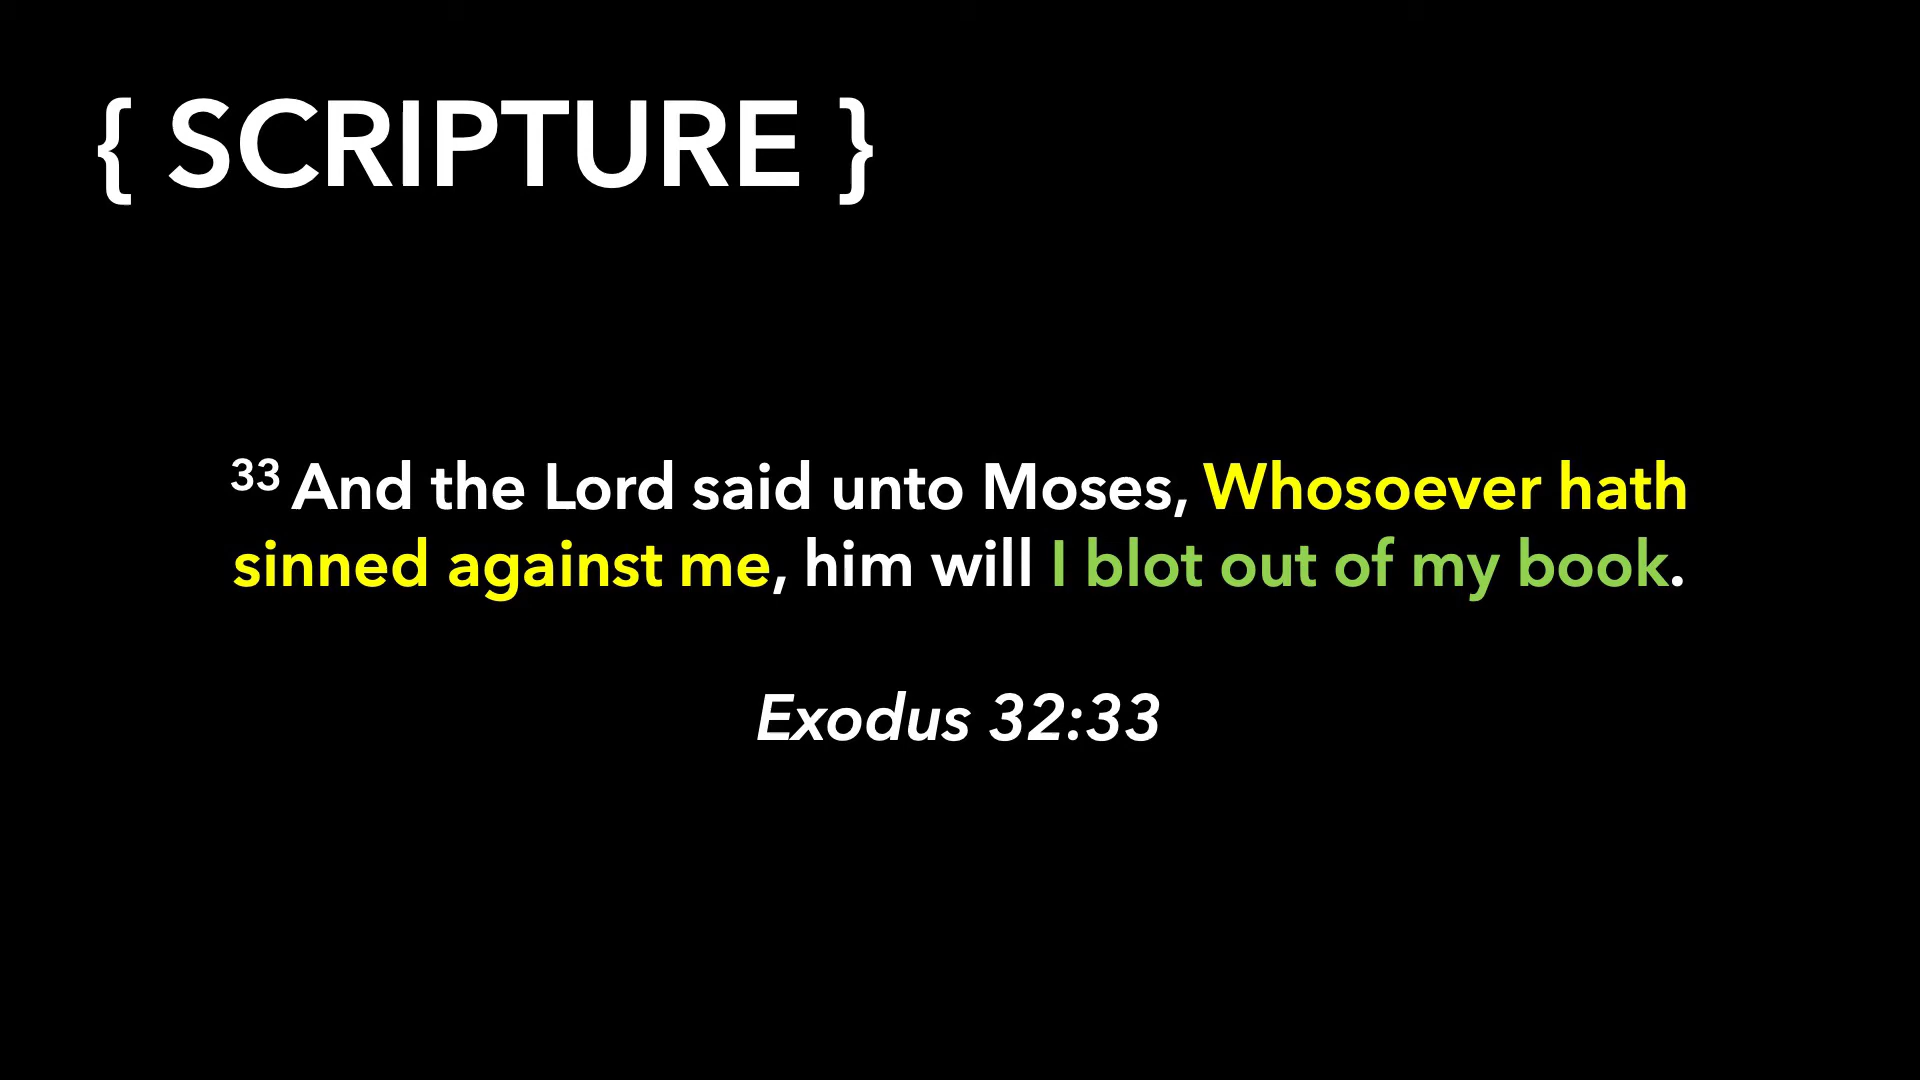 { SCRIPTURE }
33 And the Lord said unto Moses, Whosoever hath
sinned against me, him will I blot out of my book.
Exodus 32:33